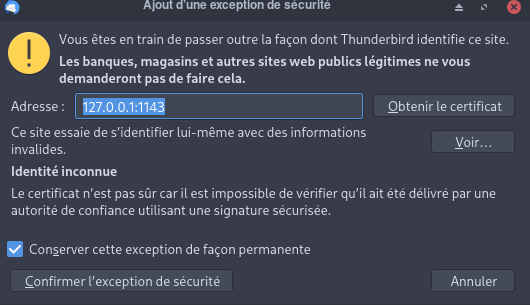 Ajout d'une exception de sécurité
Vous êtes en train de passer outre la façon dont Thunderbird identifie ce site.
Les banques, magasins et autres sites web publics légitimes ne vous
demanderont pas de faire cela.
Adresse : 127.0.0.1:1143 Obtenir le certificat
Ce site essaie de s'identifier lui-même avec des informations
invalides.
Voir…
Identité inconnue
Le certificat n'est pas sûr car il est impossible de vérifier qu'il ait été délivré par une
autorité de confiance utilisant une signature sécurisée.
Conserver cette exception de façon permanente
Confirmer l'exception de sécurité Annuler